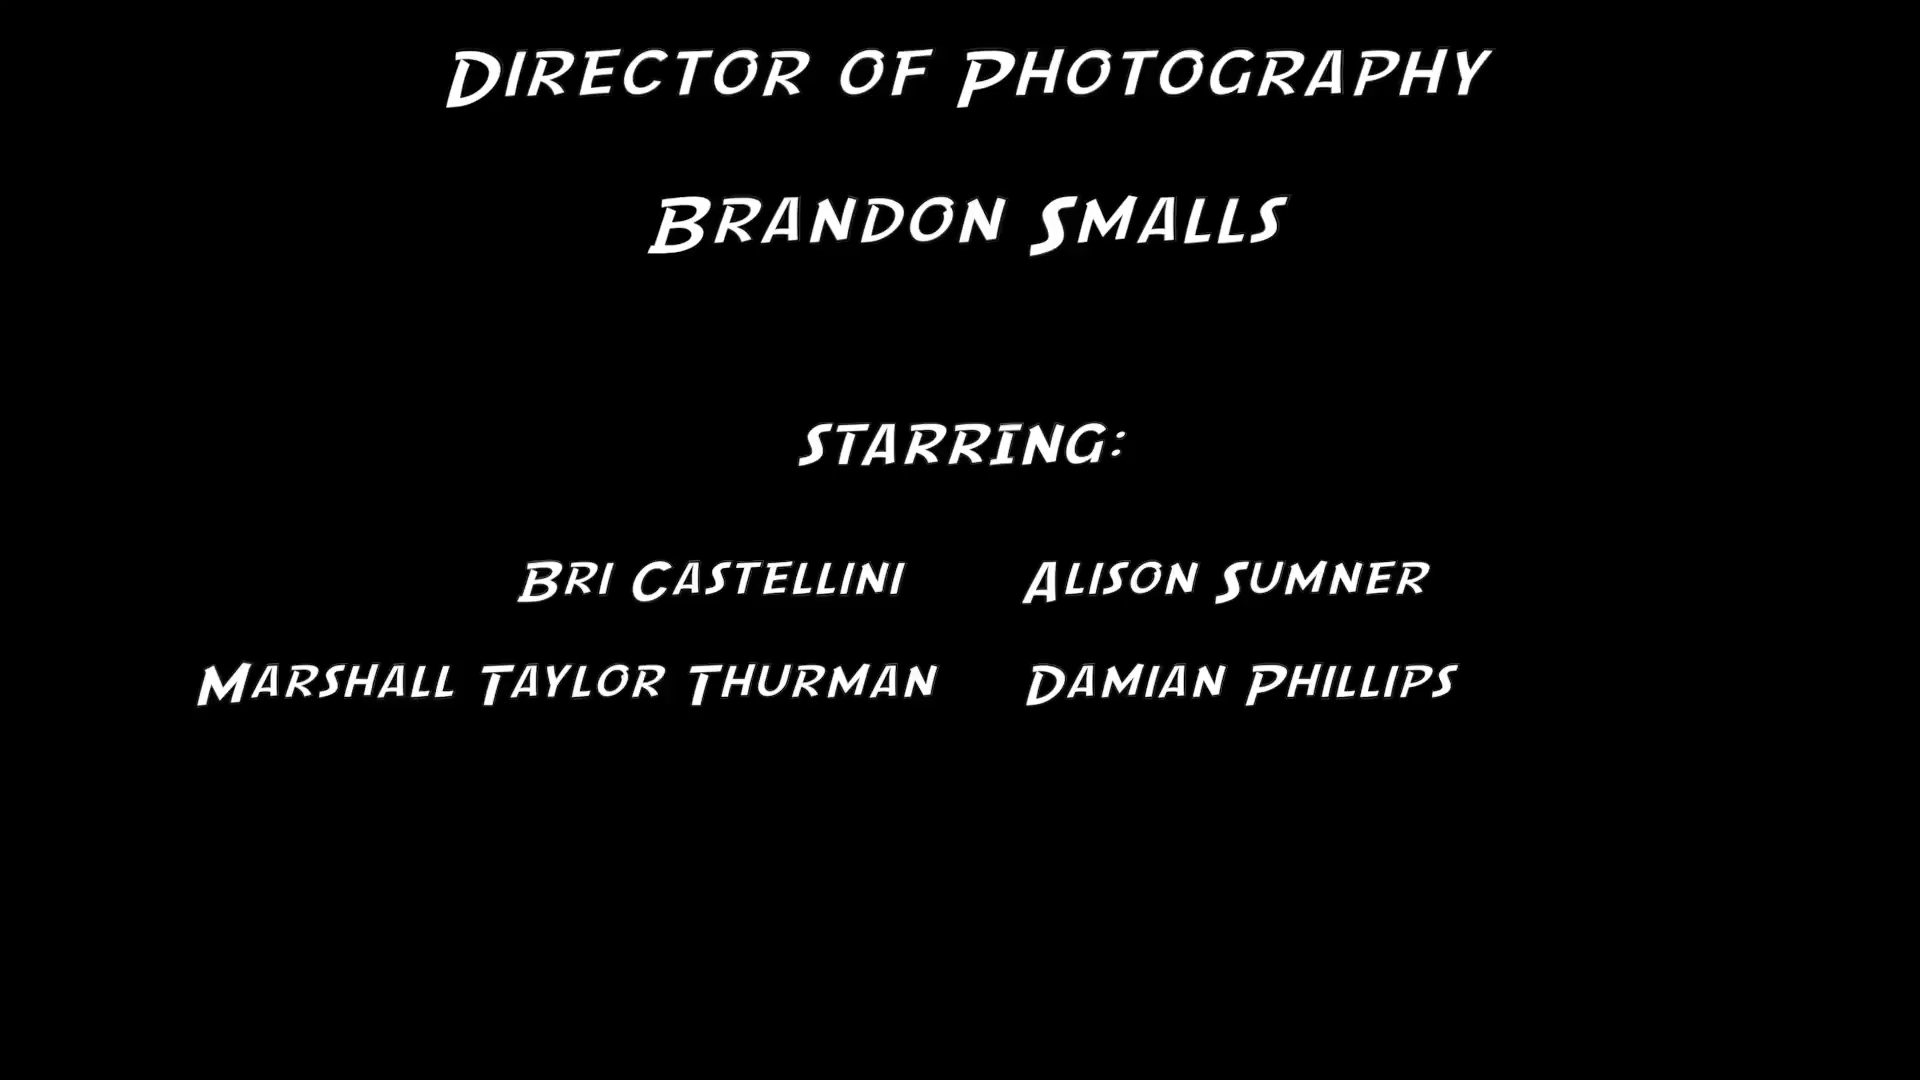 Director of Photography
Brandon Smalls
starring:
Bri Castellini Alison Sumner
Marshall Taylor Thurman Damian Phillips